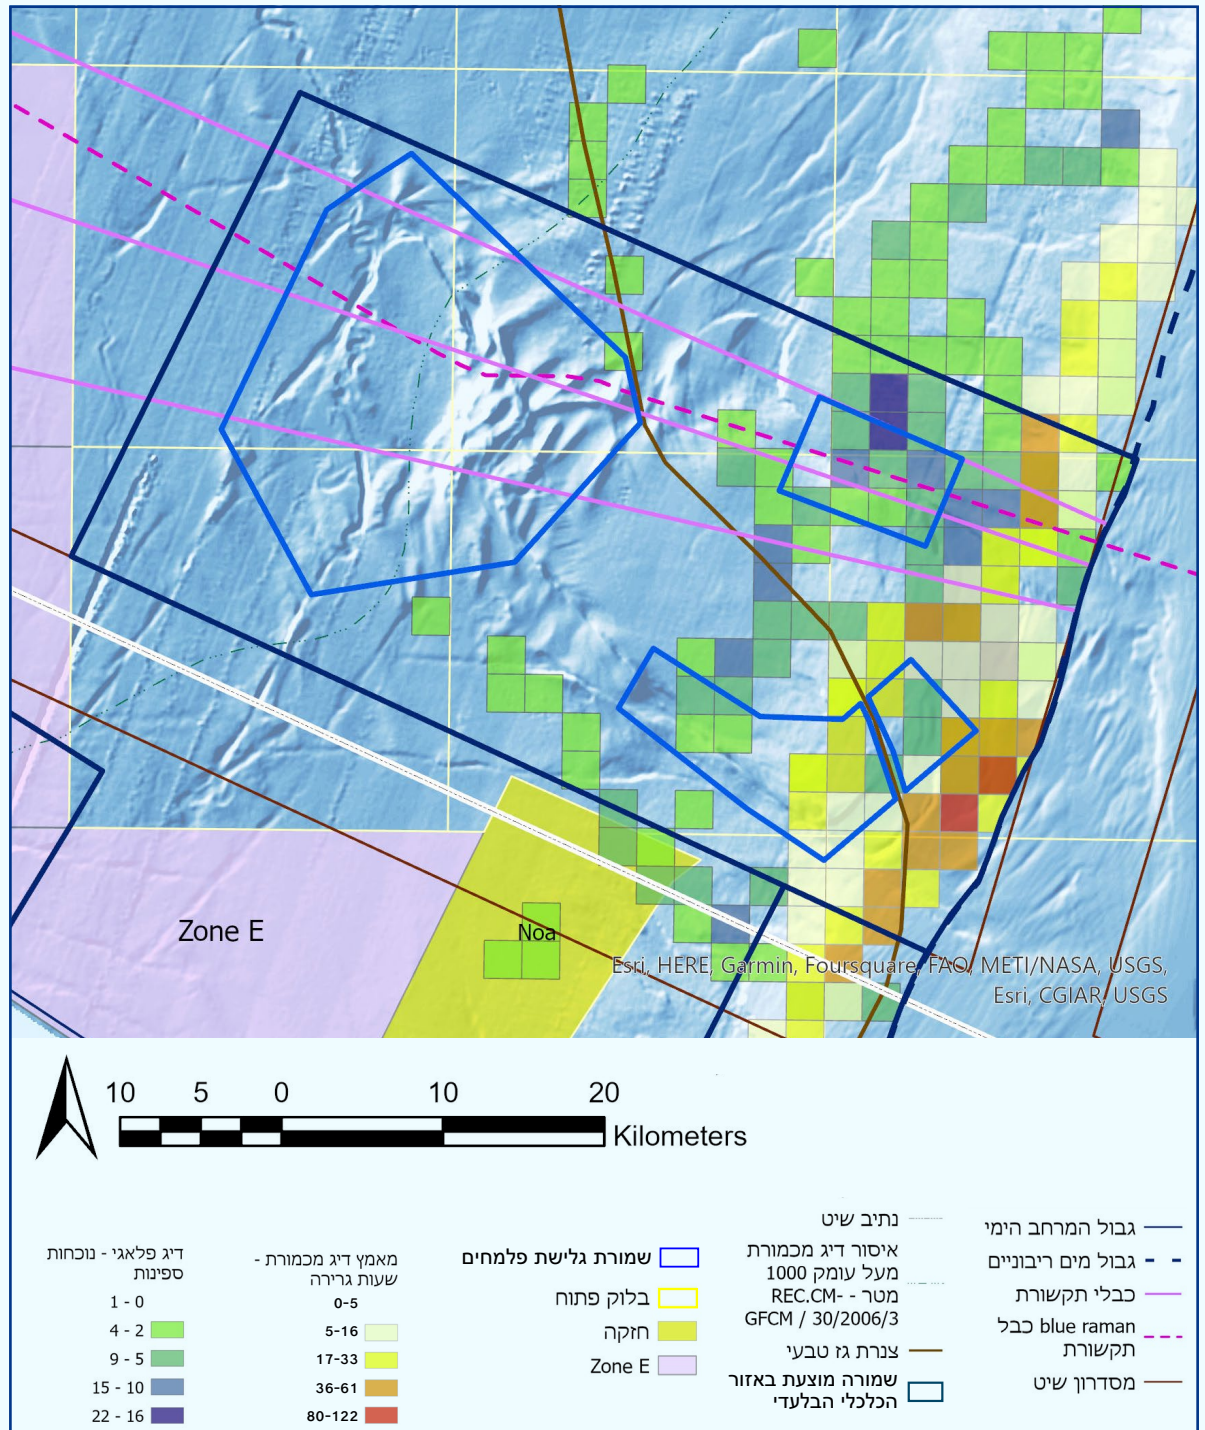 Zone E
Noa
Esri, HERE, Garmin, Foursquare, FAO, METI/NASA, USGS,
Esri, CGIAR, USGS
10 5 0 10 20
Kilometers
גבול המרחב הימי
גבול מים ריבוניים
כבלי תקשורת
כבל blue raman
תקשורת
מסדרון שיט
נתיב שיט
איסור דיג מכמורת
מעל עומק 1000
מטר - -REC.CM
GFCM / 30/2006/3
צנרת גז טבעי
שמורה מוצעת באזור
הכלכלי הבלעדי
שמורת גלישת פלמחים
בלוק פתוח
חזקה
Zone E
מאמץ דיג מכמורת -
שעות גרירה
0-5
5-16
17-33
36-61
80-122
דיג פלאגי - נוכחות
ספינות
1 - 0
4 - 2
9 - 5
15 - 10
22 - 16